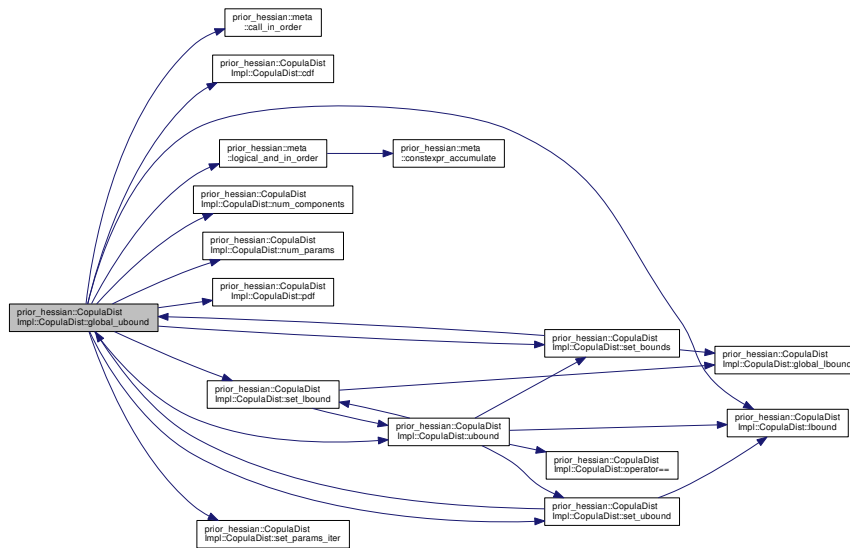 prior_hessian::meta
::call_in_order
prior_hessian::CopulaDist
Impl::CopulaDist::cdf
prior_hessian::meta
::logical_and_in_order
prior_hessian::meta
::constexpr_accumulate
prior_hessian::CopulaDist
Impl::CopulaDist::num_components
prior_hessian::CopulaDist
Impl::CopulaDist::num_params
prior_hessian::CopulaDist
Impl::CopulaDist::pdf
prior_hessian::CopulaDist
Impl::CopulaDist::global_ubound
prior_hessian::CopulaDist
Impl::CopulaDist::set_bounds
prior_hessian::CopulaDist
Impl::CopulaDist::global_lbound
prior_hessian::CopulaDist
Impl::CopulaDist::set_lbound
prior_hessian::CopulaDist
Impl::CopulaDist::ubound
prior_hessian::CopulaDist
Impl::CopulaDist::lbound
prior_hessian::CopulaDist
Impl::CopulaDist::operator==
prior_hessian::CopulaDist
Impl::CopulaDist::set_ubound
prior_hessian::CopulaDist
Impl::CopulaDist::set_params_iter